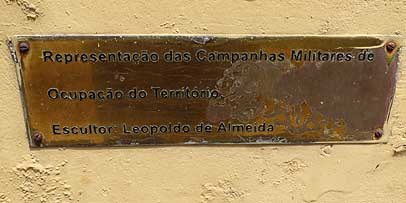 Representação das Campanhas Militares de
Ocupação do Território.
Escultor: Leopoldo de Almeida